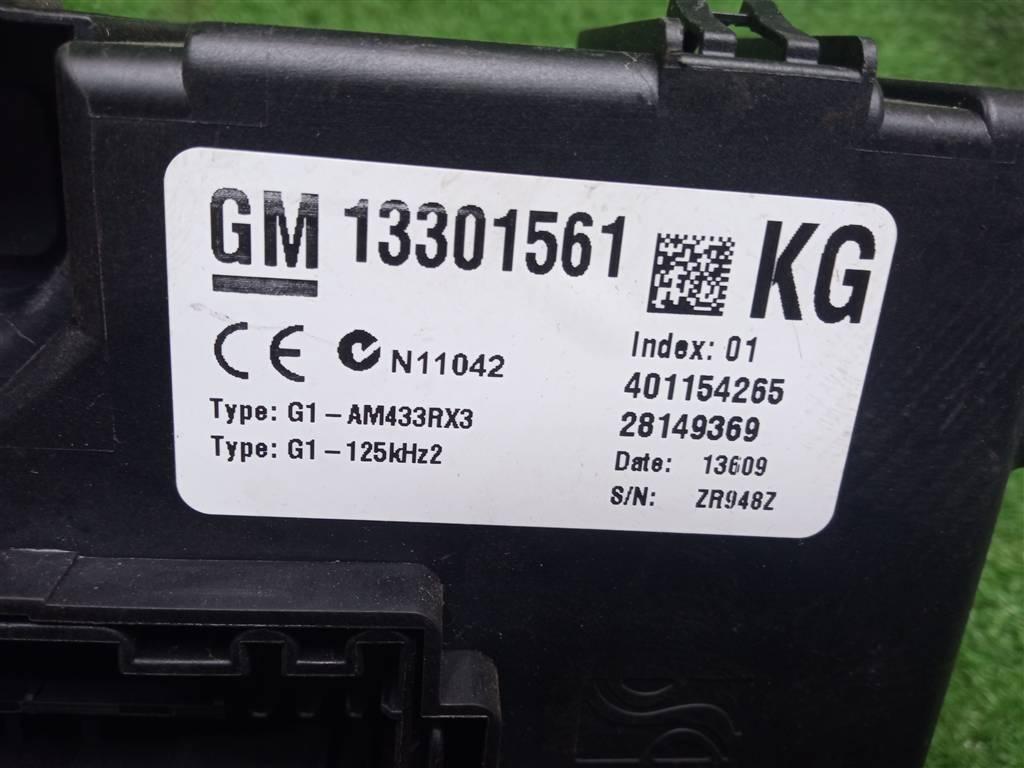 GM 13301561 KG
CE N11042
Type: G1-AM433RX3
Type: G1-125kHz2
Index: 01
401154265
28149369
Date: 13609
S/N: ZR948Z